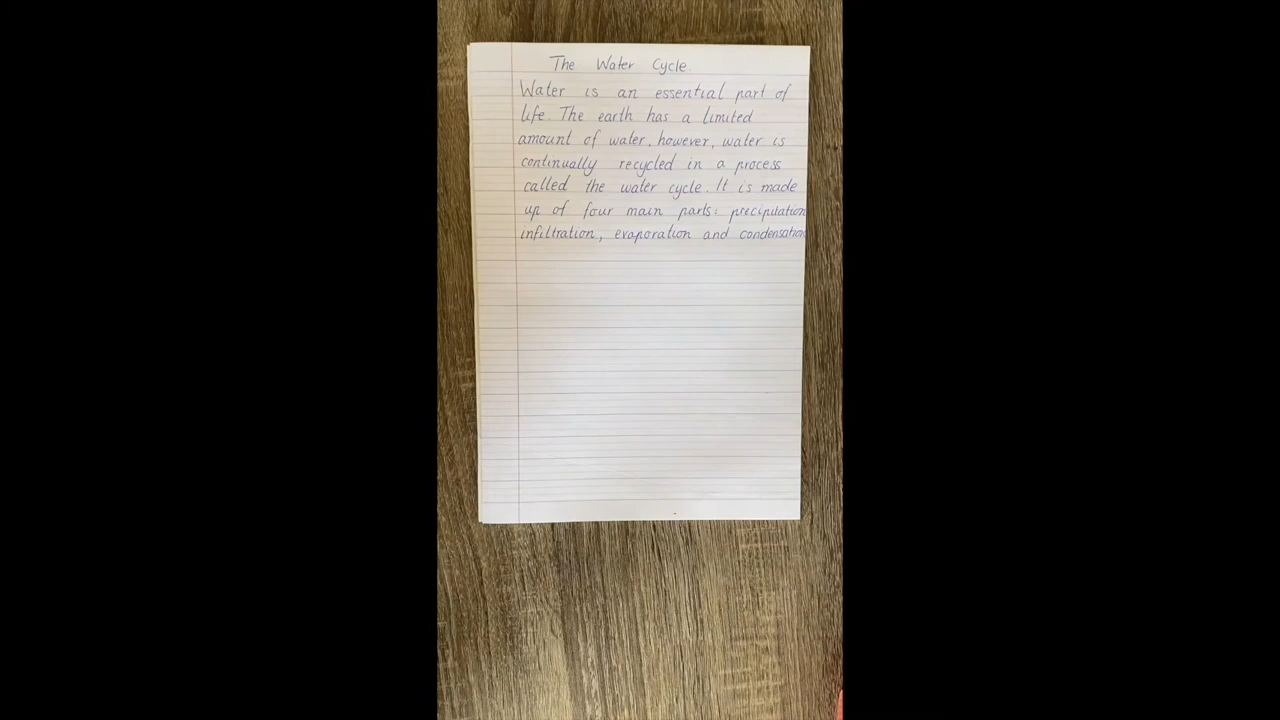 The Water Cycle
Water is an essential part of
life. The earth has a limited
amount of water, however, water is
continually recycled in a process
called the water cycle. It is made
up of four main parts: precipitation
infiltration, evaporation and condensation